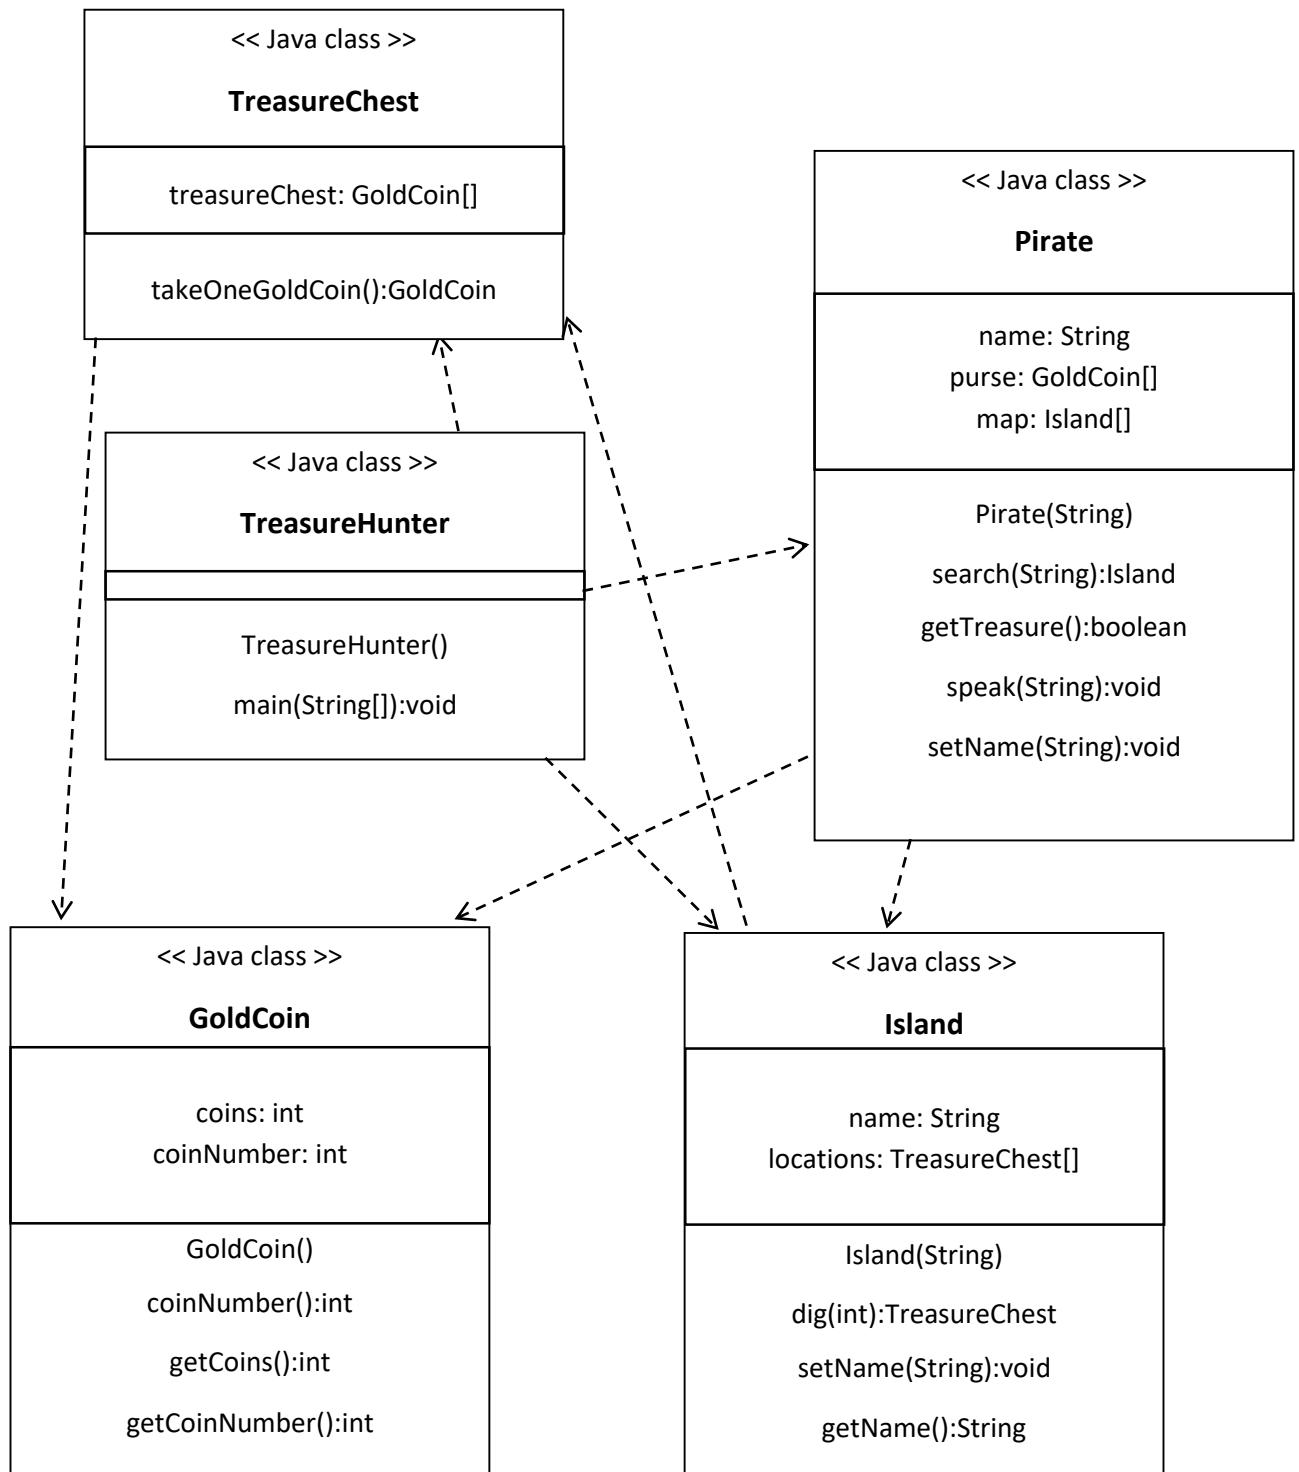 << Java class >>
TreasureChest
treasureChest: GoldCoin[]
takeOneGoldCoin():GoldCoin
<< Java class >>
Pirate
name: String
purse: GoldCoin[]
map: Island[]
Pirate(String)
search(String):Island
getTreasure():boolean
speak(String):void
setName(String):void
<< Java class >>
TreasureHunter
TreasureHunter()
main(String[]):void
<< Java class >>
GoldCoin
coins: int
coinNumber: int
GoldCoin()
coinNumber():int
getCoins():int
getCoinNumber():int
<< Java class >>
Island
name: String
locations: TreasureChest[]
Island(String)
dig(int):TreasureChest
setName(String):void
getName():String